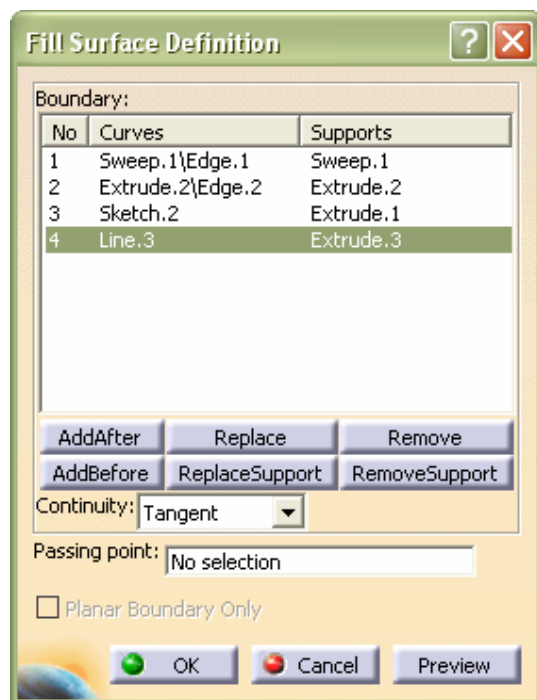 Fill Surface Definition ?
Boundary:
No Curves Supports
1 Sweep.1\Edge.1 Sweep.1
2 Extrude.2\Edge.2 Extrude.2
3 Sketch.2 Extrude.1
4 Line.3 Extrude.3
AddAfter Replace Remove
AddBefore ReplaceSupport RemoveSupport
Continuity: Tangent
Passing point: No selection
Planar Boundary Only
OK Cancel Preview